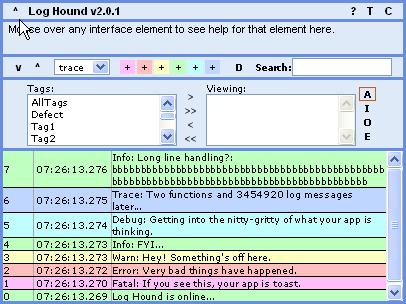 ^ Log Hound v2.0.1 ? T C
Mouse over any interface element to see help for that element here.
v ^ trace + + + + + D Search:
Tags: Viewing:
AllTags
Defect
Tag1
Tag2
>
>>
<
<<
A
I
O
E
7 07:26:13.276 Info: Long line handling?:
bbbbbbbbbbbbbbbbbbbbbbbbbbbbbbbbbbbbbbbbbbb
bbbbbbbbbbbbbbbbbbbbbbbbbbbbbbbbbbbbbbb
6 07:26:13.275 Trace: Two functions and 3454920 log messages
later...
5 07:26:13.274 Debug: Getting into the nitty-gritty of what your app is
thinking.
4 07:26:13.273 Info: FYI...
3 07:26:13.272 Warn: Hey! Something's off here.
2 07:26:13.272 Error: Very bad things have happened.
1 07:26:13.270 Fatal: If you see this, your app is toast.
0 07:26:13.269 Log Hound is online...